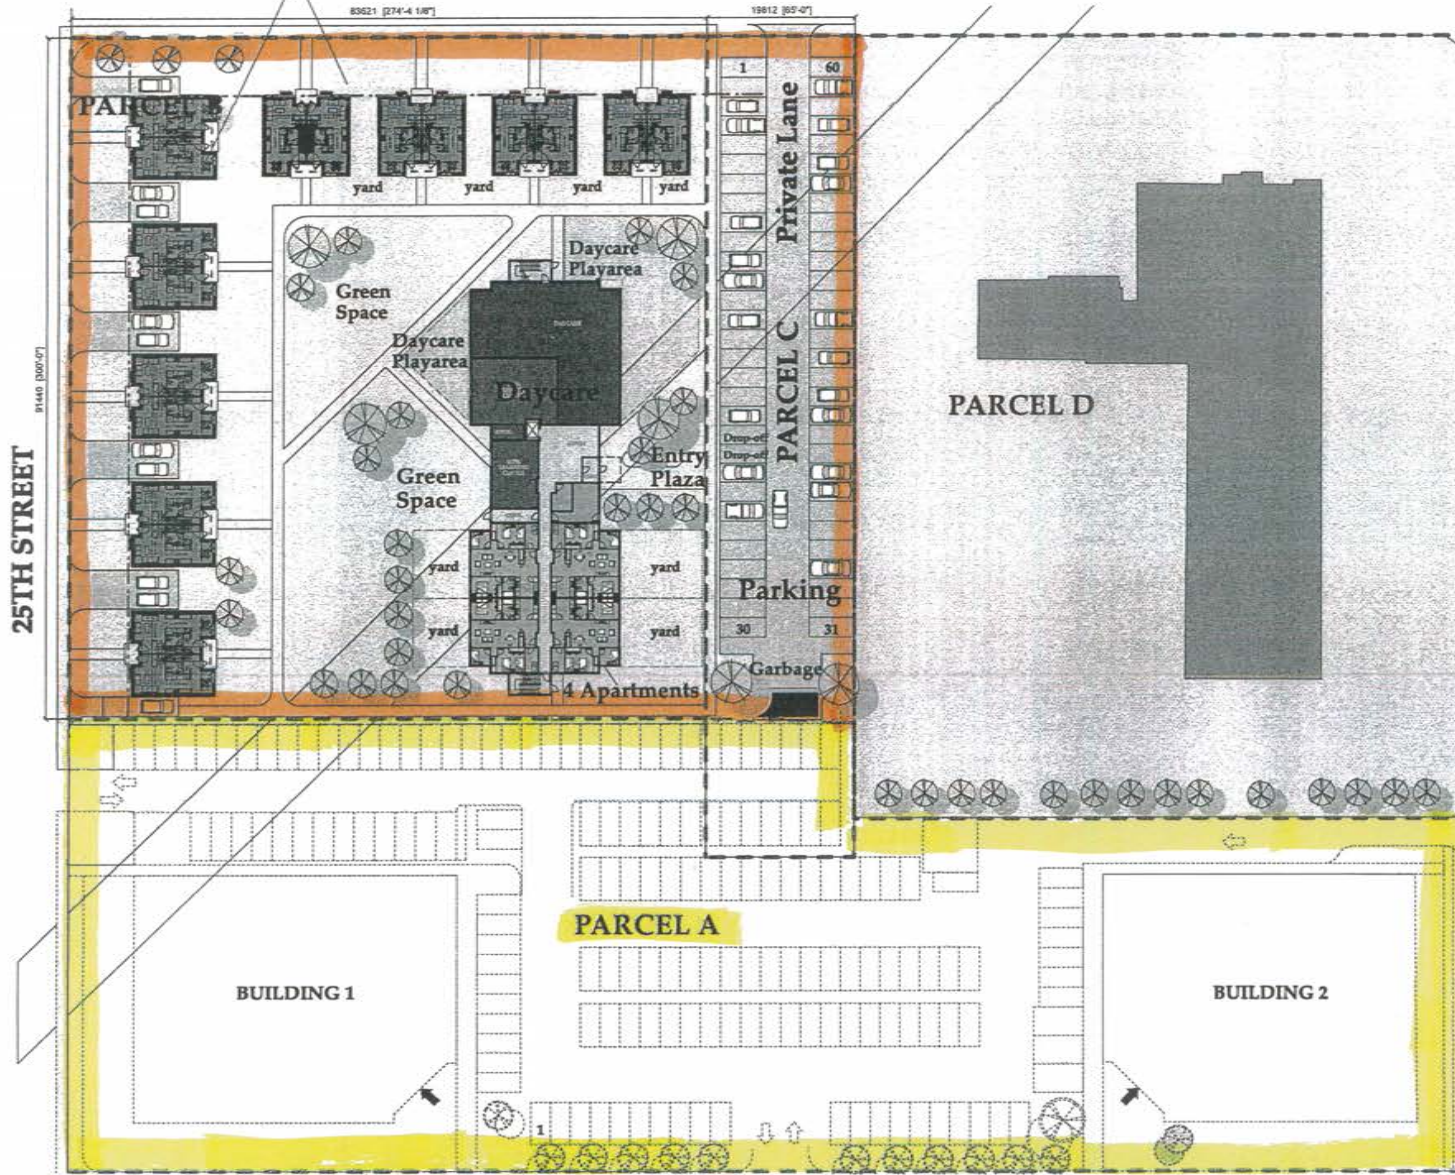 83621 [274'-4 1/8"]
19812 [65'-0"]
1
60
PARCEL B
Private Lane
yard
yard
yard
yard
Daycare
Playarea
Green
Space
Daycare
Playarea
91440 [300'-0"]
Daycare
PARCEL C
PARCEL D
Drop-off
Drop-off
Entry
Plaza
Green
Space
25TH STREET
yard
yard
Parking
yard
yard
30
31
Garbage
4 Apartments
PARCEL A
BUILDING 1
BUILDING 2
1